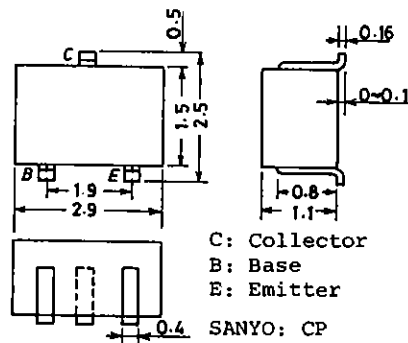 C
0.5
1.5
2.5
B
E
1.9
2.9
0.16
0~0.1
0.8
1.1
0.4
C: Collector
B: Base
E: Emitter
SANYO: CP